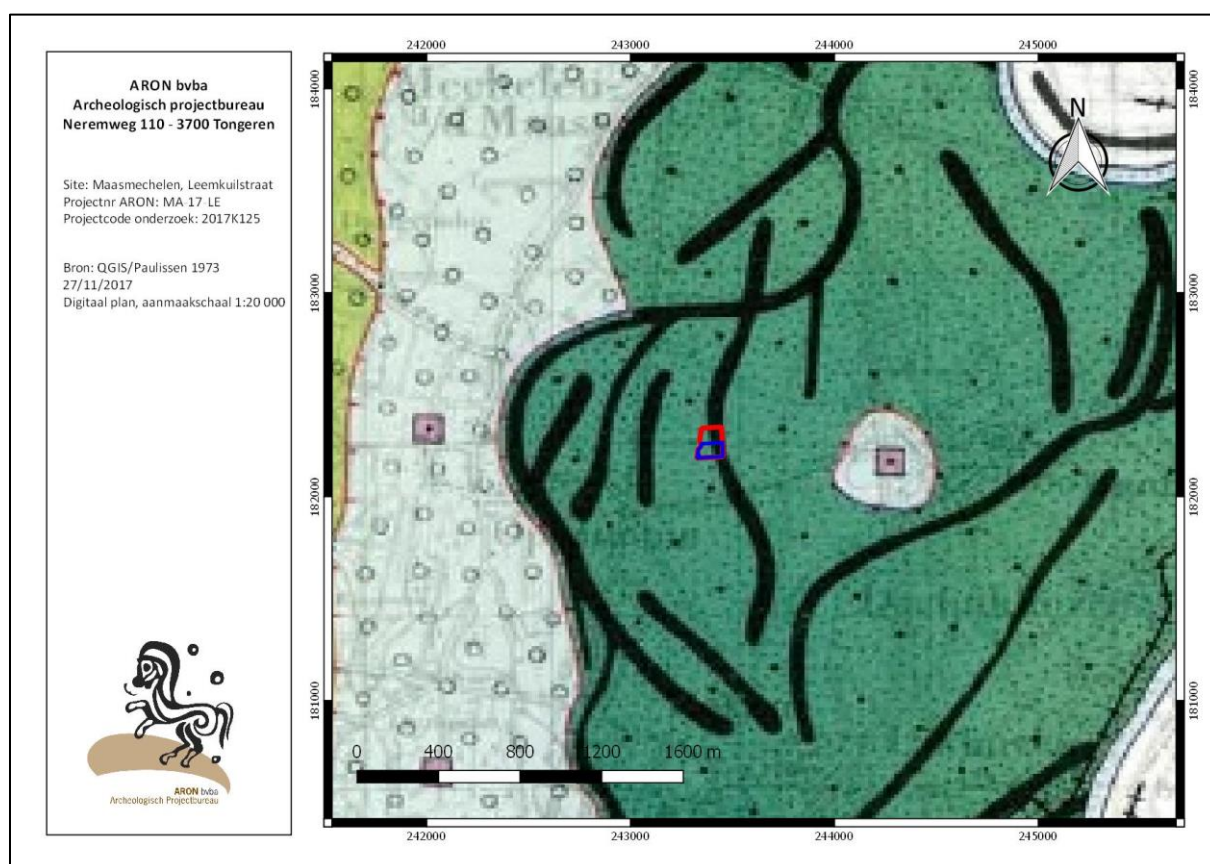 ARON bvba
Archeologisch projectbureau
Neremweg 110 - 3700 Tongeren
Site: Maasmechelen, Leemkuilstraat
Projectnr ARON: MA-17-LE
Projectcode onderzoek: 2017K125
Bron: QGIS/Paulissen 1973
27/11/2017
Digitaal plan, aanmaakschaal 1:20 000
ARON bvba
Archeologisch Projectbureau
242000 243000 244000 245000
184000 184000
183000 183000
182000 182000
181000 181000
N
0 400 800 1200 1600 m
242000 243000 244000 245000